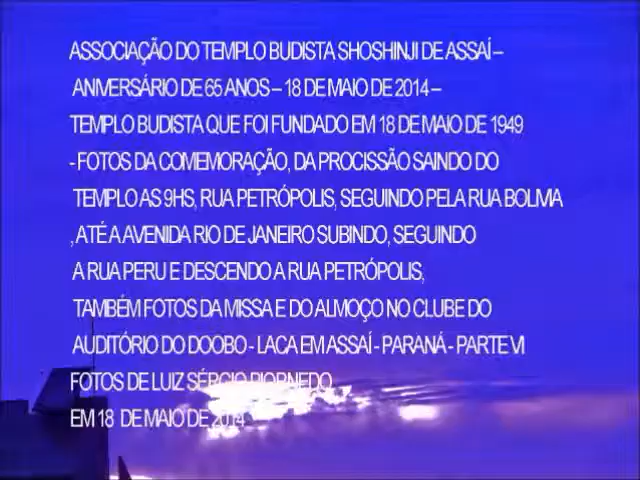 ASSOCIAÇÃO DO TEMPLO BUDISTA SHOSHINJI DE ASSAÍ –
ANIVERSÁRIO DE 65 ANOS – 18 DE MAIO DE 2014 –
TEMPLO BUDISTA QUE FOI FUNDADO EM 18 DE MAIO DE 1949
- FOTOS DA COMEMORAÇÃO, DA PROCISSÃO SAINDO DO
TEMPLO AS 9HS, RUA PETRÓPOLIS, SEGUINDO PELA RUA BOLIVIA
, ATÉ A AVENIDA RIO DE JANEIRO SUBINDO, SEGUINDO
A RUA PERU E DESCENDO A RUA PETRÓPOLIS,
TAMBÉM FOTOS DA MISSA E DO ALMOÇO NO CLUBE DO
AUDITÓRIO DO DOOBO - LACA EM ASSAÍ - PARANÁ - PARTE VI
FOTOS DE LUIZ SÉRGIO
EM 18 DE MAIO DE 2014